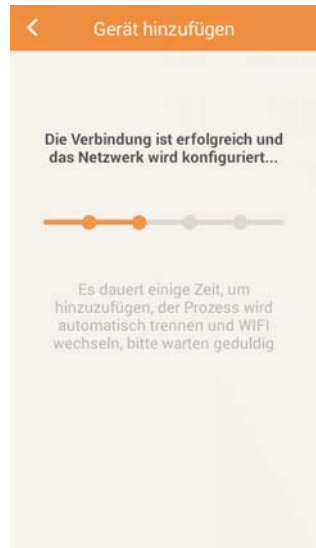 Gerät hinzufügen
Die Verbindung ist erfolgreich und
das Netzwerk wird konfiguriert...
Es dauert einige Zeit, um
hinzuzufügen, der Prozess wird
automatisch trennen und WIFI
wechseln, bitte warten geduldig